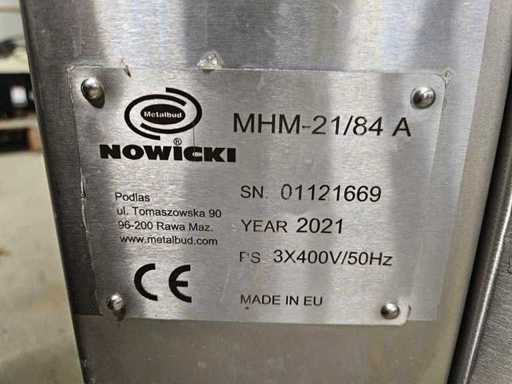 Metalbud
NOWICKI®
MHM-21/84 A
Podlas
ul. Tomaszowska 90
96-200 Rawa Maz.
www.metalbud.com
SN. 01121669
YEAR 2021
PS 3X400V/50Hz
CE
MADE IN EU